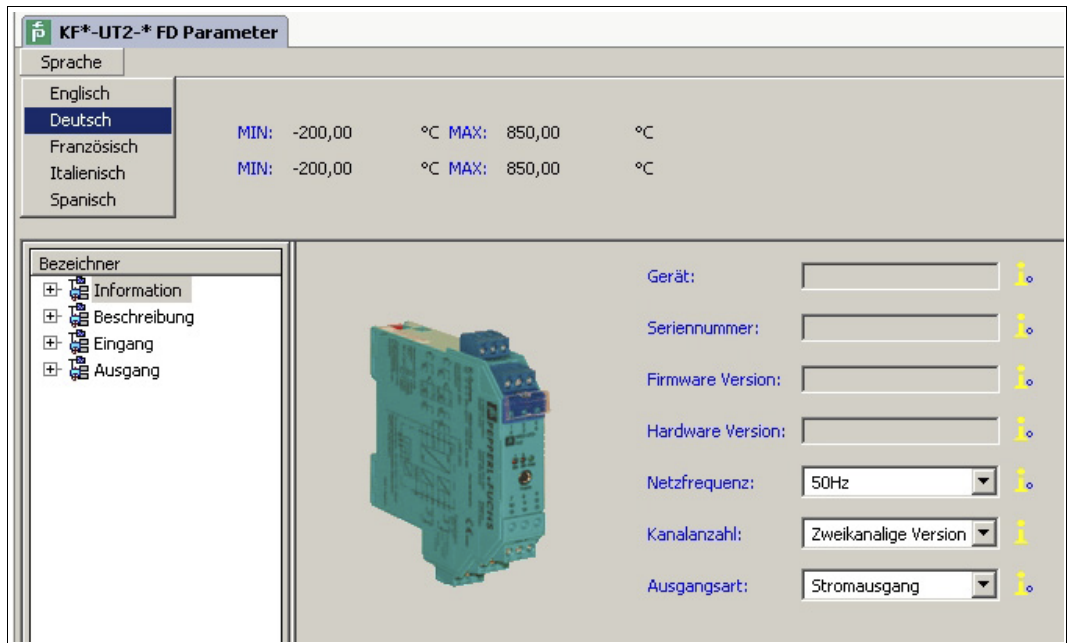 KF*-UT2-* FD Parameter
Sprache
Englisch
Deutsch
Französisch
Italienisch
Spanisch
MIN: -200,00 °C MAX: 850,00 °C
MIN: -200,00 °C MAX: 850,00 °C
Bezeichner
Information
Beschreibung
Eingang
Ausgang
PEPPERL+FUCHS
Gerät:
Seriennummer:
Firmware Version:
Hardware Version:
Netzfrequenz: 50Hz
Kanalanzahl: Zweikanalige Version
Ausgangsart: Stromausgang